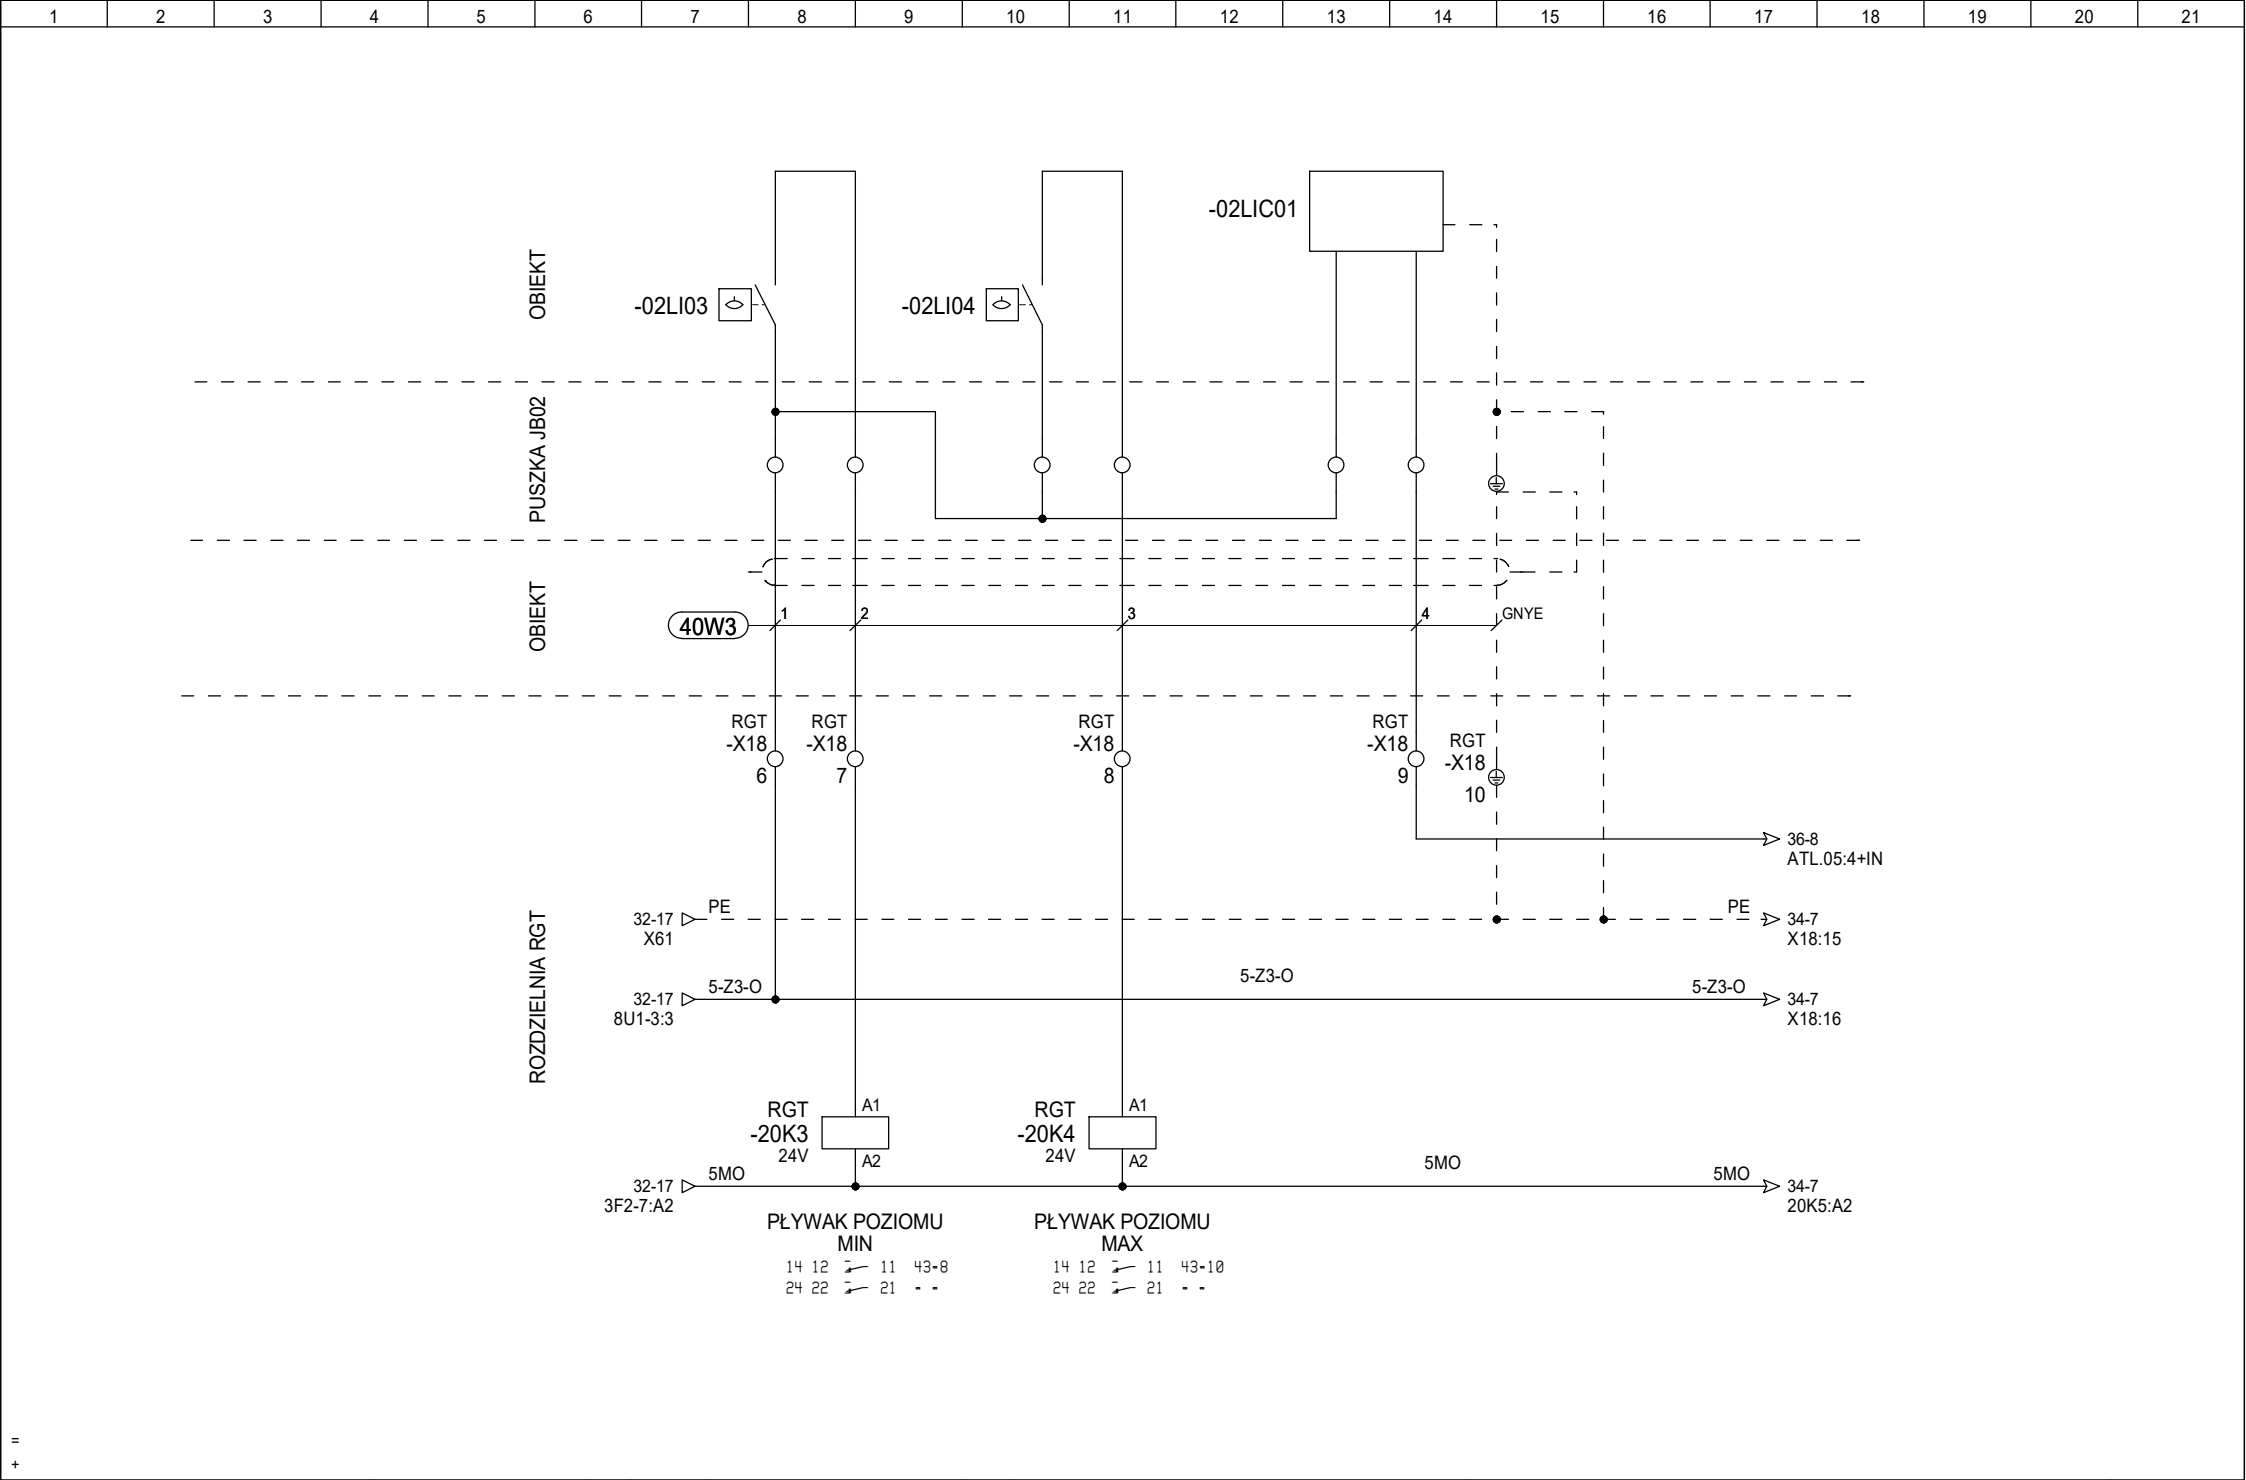 1 2 3 4 5 6 7 8 9 10 11 12 13 14 15 16 17 18 19 20 21
-02LIC01
OBIEKT
-02LI03
-02LI04
PUSZKA JB02
OBIEKT
40W3
1
2
3
4
GNYE
RGT
-X18
6
RGT
-X18
7
RGT
-X18
8
RGT
-X18
9
RGT
-X18
10
36-8
ATL.05:4+IN
ROZDZIELNIA RGT
32-17
X61
PE
PE
34-7
X18:15
32-17
8U1-3:3
5-Z3-O
5-Z3-O
5-Z3-O
34-7
X18:16
RGT
-20K3
24V
A1
A2
RGT
-20K4
24V
A1
A2
32-17
3F2-7:A2
5MO
5MO
5MO
34-7
20K5:A2
PŁYWAK POZIOMU
MIN
14 12 11 43-8
24 22 21 - -
PŁYWAK POZIOMU
MAX
14 12 11 43-10
24 22 21 - -
=
+